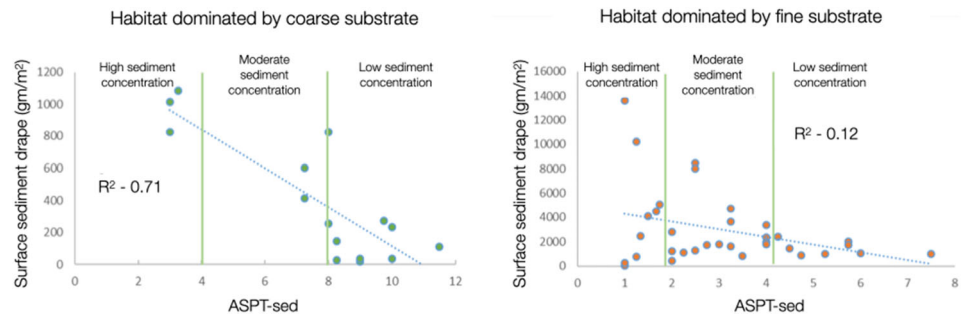 Habitat dominated by coarse substrate
Surface sediment drape (gm/m²)
1200
1000
800
600
400
200
0
High sediment
concentration
Moderate
sediment
concentration
Low sediment
concentration
R² - 0.71
0 2 4 6 8 10 12
ASPT-sed
Habitat dominated by fine substrate
Surface sediment drape (gm/m²)
16000
14000
12000
10000
8000
6000
4000
2000
0
High sediment
concentration
Moderate
sediment
concentration
Low sediment
concentration
R² - 0.12
0 1 2 3 4 5 6 7 8
ASPT-sed